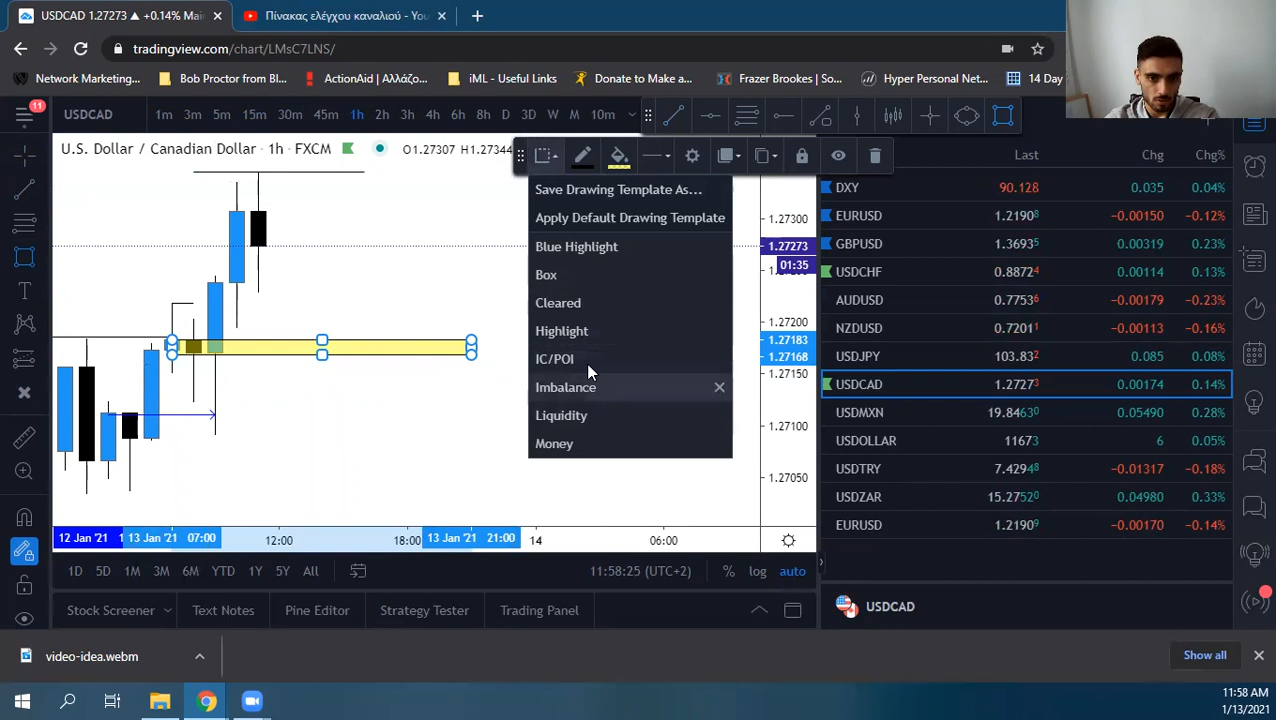 USDCAD 1.27273 ▲ +0.14% Mai
Πίνακας ελέγχου καναλιού - You
tradingview.com/chart/LMsC7LNS/
Network Marketing...
Bob Proctor from Bl...
ActionAid | Αλλάζο...
iML - Useful Links
Donate to Make a...
Frazer Brookes | So...
Hyper Personal Net...
14 Day
11
USDCAD
1m 3m 5m 15m 30m 45m 1h 2h 3h 4h 6h 8h D 3D W M 10m
U.S. Dollar / Canadian Dollar · 1h · FXCM
O1.27307 H1.27344
Save Drawing Template As...
Apply Default Drawing Template
Blue Highlight
Box
Cleared
Highlight
IC/POI
Imbalance
Liquidity
Money
1.27300
1.27273
01:35
1.27200
1.27183
1.27168
1.27150
1.27100
1.27050
12 Jan '21
13 Jan '21 07:00
12:00
18:00
13 Jan '21 21:00
14
06:00
1D 5D 1M 3M 6M YTD 1Y 5Y All
11:58:25 (UTC+2)
% log auto
Stock Screener
Text Notes
Pine Editor
Strategy Tester
Trading Panel
Last Chg Chg%
DXY 90.128 0.035 0.04%
EURUSD 1.2190⁸ −0.00150 −0.12%
GBPUSD 1.3693⁵ 0.00319 0.23%
USDCHF 0.8872⁴ 0.00114 0.13%
AUDUSD 0.7753⁶ −0.00179 −0.23%
NZDUSD 0.7201¹ −0.00133 −0.18%
USDJPY 103.83² 0.085 0.08%
USDCAD 1.2727³ 0.00174 0.14%
USDMXN 19.8463⁰ 0.05490 0.28%
USDOLLAR 11673 6 0.05%
USDTRY 7.4294⁸ −0.01317 −0.18%
USDZAR 15.2752⁰ 0.04980 0.33%
EURUSD 1.2190⁹ −0.00170 −0.14%
USDCAD
video-idea.webm
Show all
11:58 AM
1/13/2021